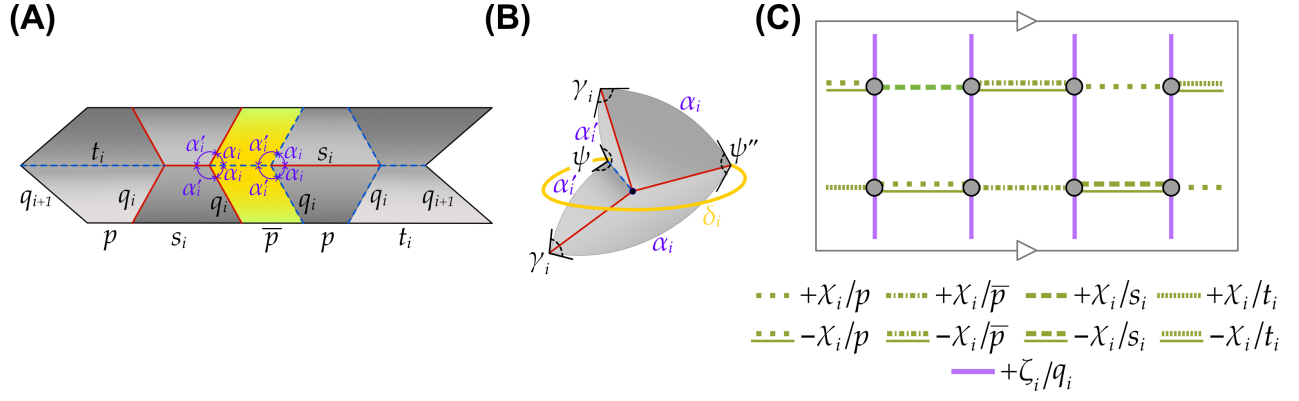 (A)
t_i
α′_i α_i α′_i α_i
s_i
α′_i α_i α′_i α_i
q_{i+1} q_i q_i q_i q_i q_{i+1}
p s_i p̅ p t_i
(B)
γ_i
α_i
α′_i
ψ
ψ″
α′_i
δ_i
α_i
γ_i
(C)
+χ_i/p +χ_i/p̅ +χ_i/s_i +χ_i/t_i
−χ_i/p −χ_i/p̅ −χ_i/s_i −χ_i/t_i
+ζ_i/q_i